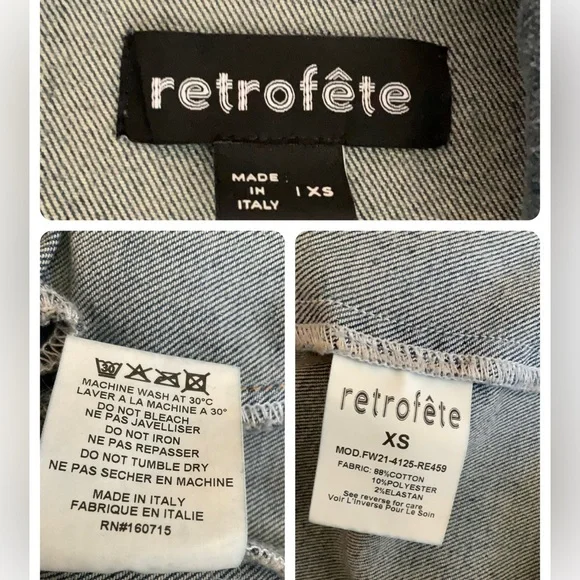 retrofête
MADE
IN
ITALY
XS
30
MACHINE WASH AT 30°C
LAVER A LA MACHINE A 30°
DO NOT BLEACH
NE PAS JAVELLISER
DO NOT IRON
NE PAS REPASSER
DO NOT TUMBLE DRY
NE PAS SECHER EN MACHINE
MADE IN ITALY
FABRIQUE EN ITALIE
RN#160715
retrofête
XS
MOD.FW21-4125-RE459
FABRIC: 88%COTTON
10%POLYESTER
2%ELASTAN
See reverse for care
Voir L'Inverse Pour Le Soin